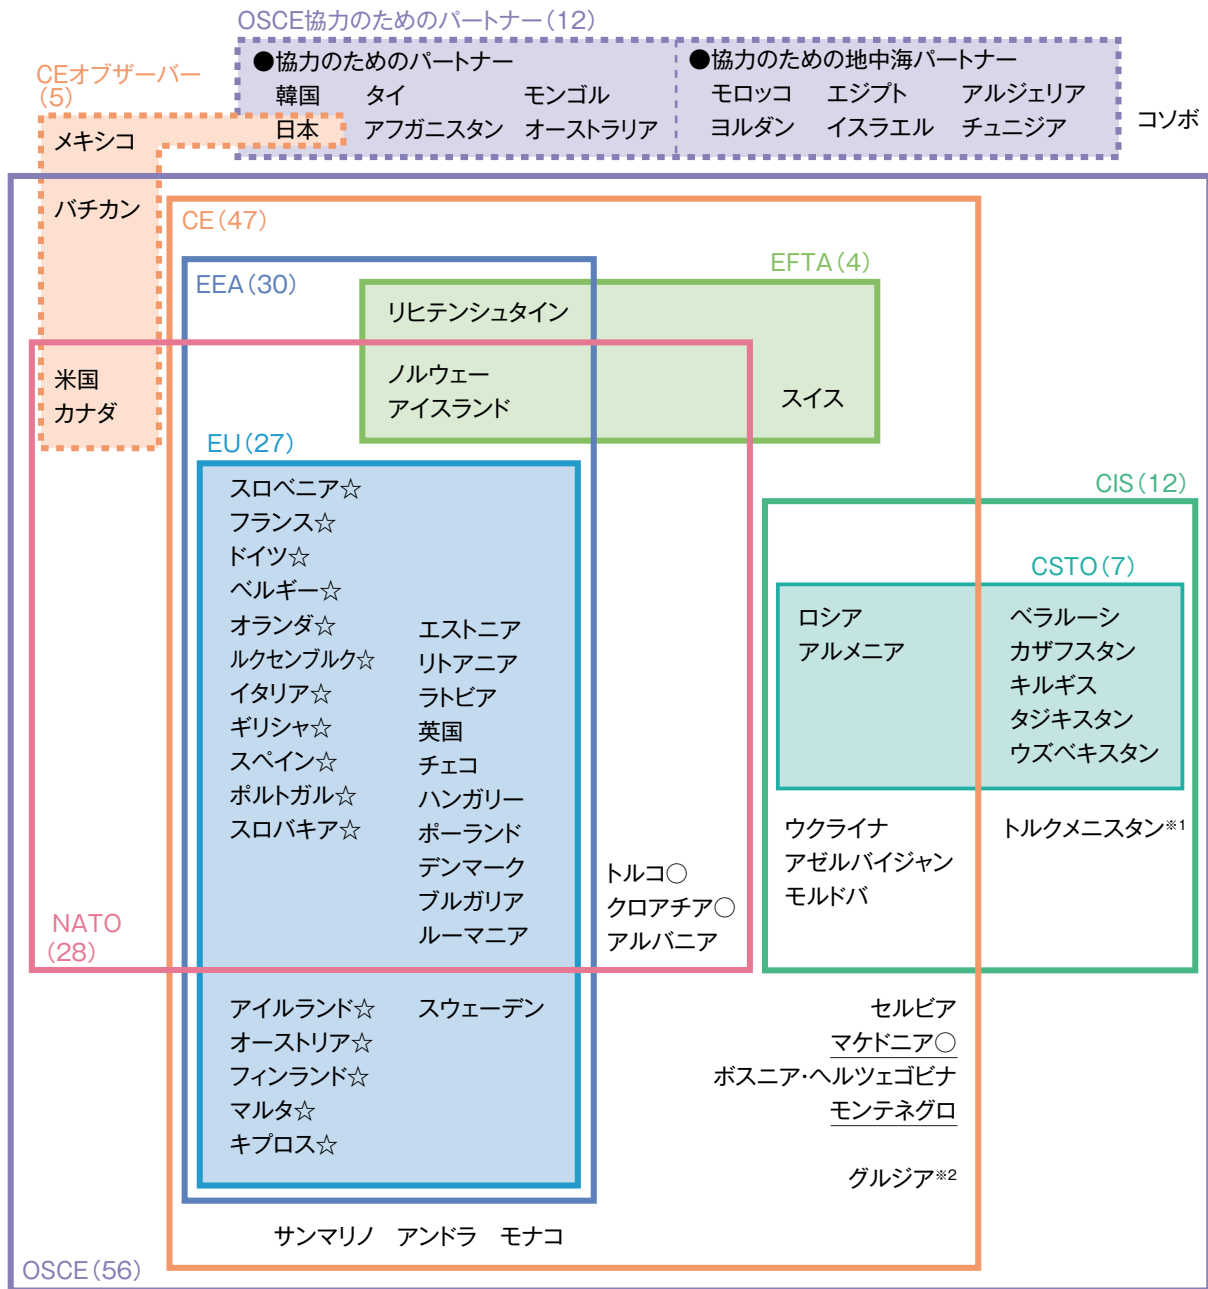 OSCE協力のためのパートナー(12)
●協力のためのパートナー
韓国 タイ モンゴル
日本 アフガニスタン オーストラリア
●協力のための地中海パートナー
モロッコ エジプト アルジェリア
ヨルダン イスラエル チュニジア
コソボ
CEオブザーバー
(5)
メキシコ
バチカン
米国
カナダ
CE(47)
EEA(30)
EFTA(4)
リヒテンシュタイン
ノルウェー
アイスランド
スイス
EU(27)
スロベニア☆
フランス☆
ドイツ☆
ベルギー☆
オランダ☆
ルクセンブルク☆
イタリア☆
ギリシャ☆
スペイン☆
ポルトガル☆
スロバキア☆
エストニア
リトアニア
ラトビア
英国
チェコ
ハンガリー
ポーランド
デンマーク
ブルガリア
ルーマニア
トルコ○
クロアチア○
アルバニア
NATO
(28)
CIS(12)
CSTO(7)
ロシア
アルメニア
ベラルーシ
カザフスタン
キルギス
タジキスタン
ウズベキスタン
ウクライナ
アゼルバイジャン
モルドバ
トルクメニスタン※1
アイルランド☆ スウェーデン
オーストリア☆
フィンランド☆
マルタ☆
キプロス☆
セルビア
マケドニア○
ボスニア・ヘルツェゴビナ
モンテネグロ
グルジア※2
サンマリノ アンドラ モナコ
OSCE(56)